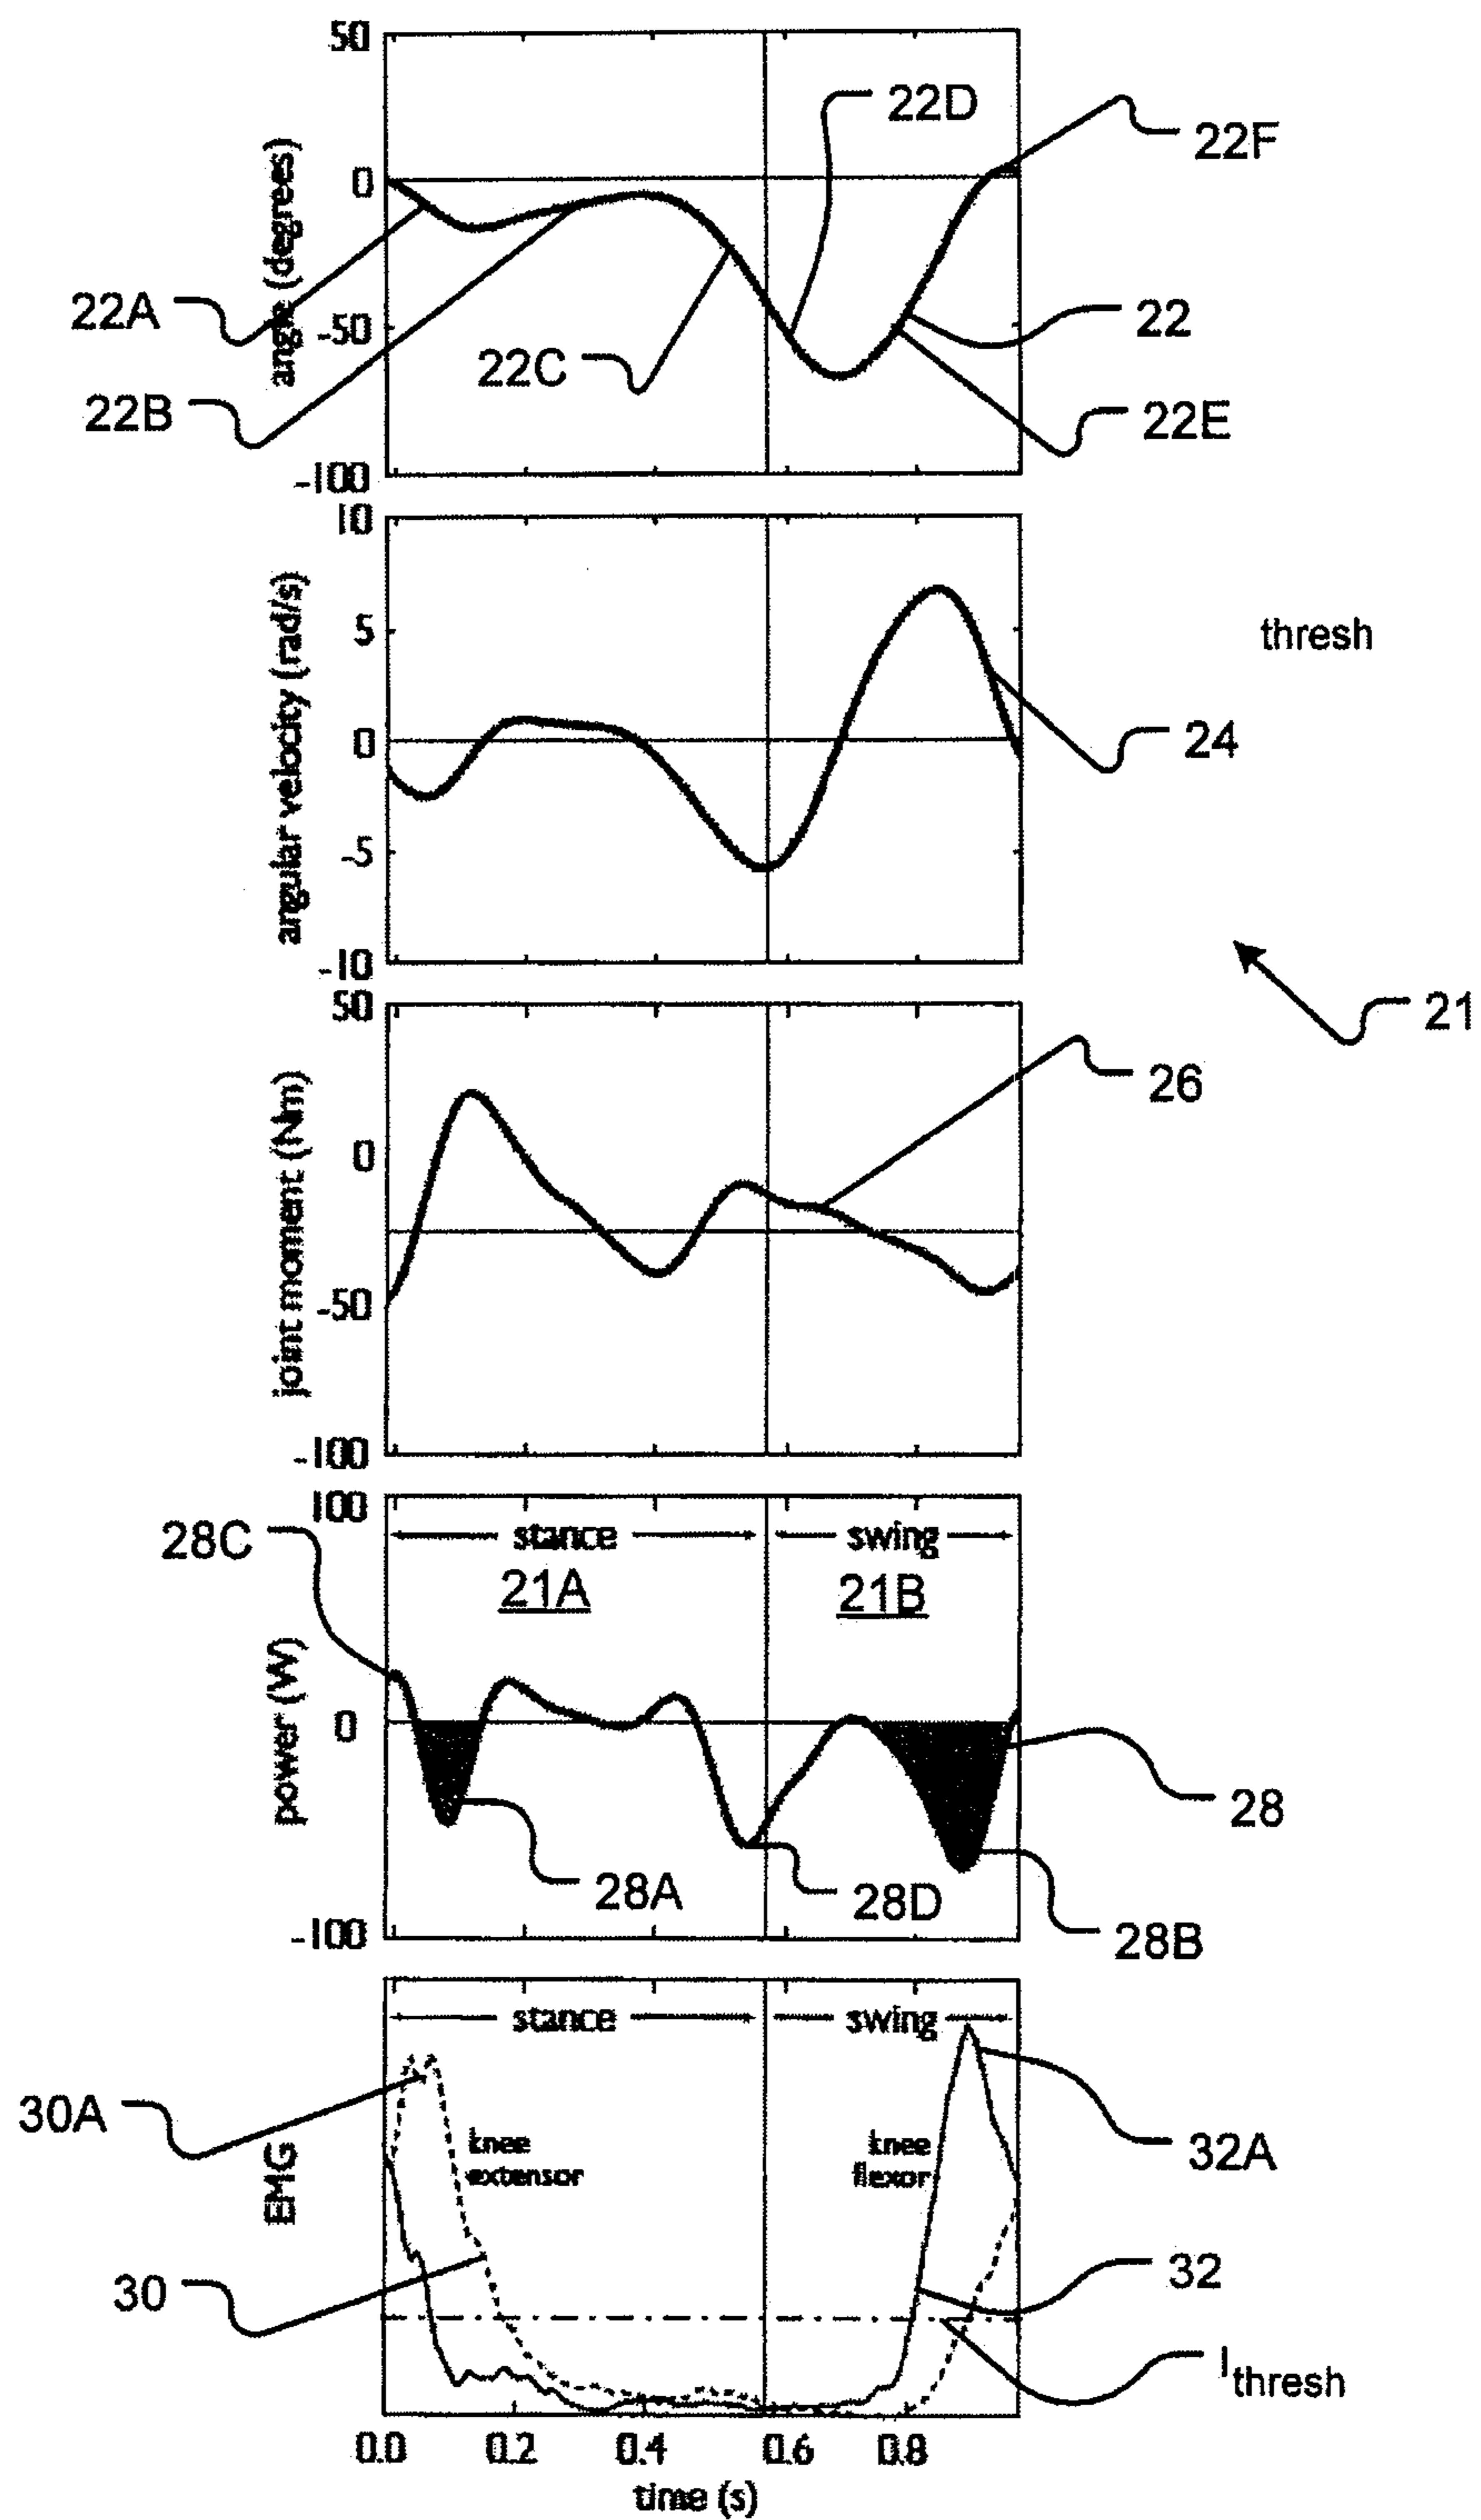 50
22D
22F
0
angle (degrees)
22A
-50
22
22C
22B
22E
-100
10
angular velocity (rad/s)
5
thresh
24
0
-5
-10
21
50
26
joint moment (Nm)
0
-50
-100
100
28C
stance
swing
21A
21B
power (W)
0
28
28A
28D
28B
-100
stance
swing
30A
knee
extensor
knee
flexor
32A
EMG
30
32
Ithresh
0.0 0.2 0.4 0.6 0.8
time (s)